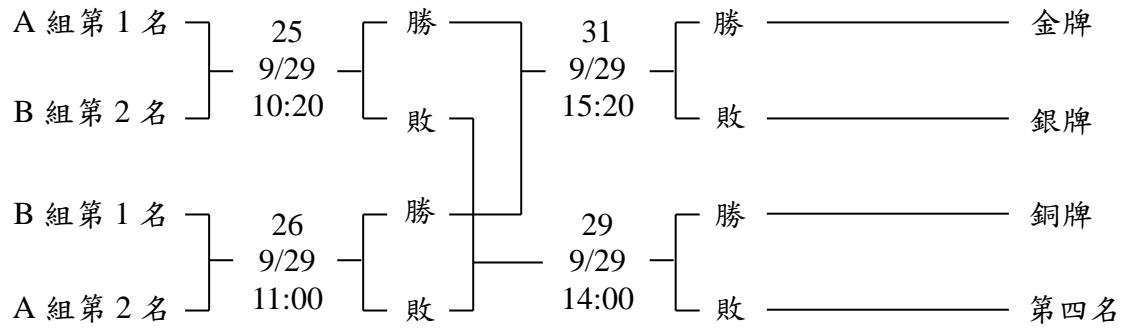 A 組第 1 名
25
9/29
10:20
勝
31
9/29
15:20
勝
金牌
B 組第 2 名
敗
敗
銀牌
B 組第 1 名
26
9/29
11:00
勝
29
9/29
14:00
勝
銅牌
A 組第 2 名
敗
敗
第四名